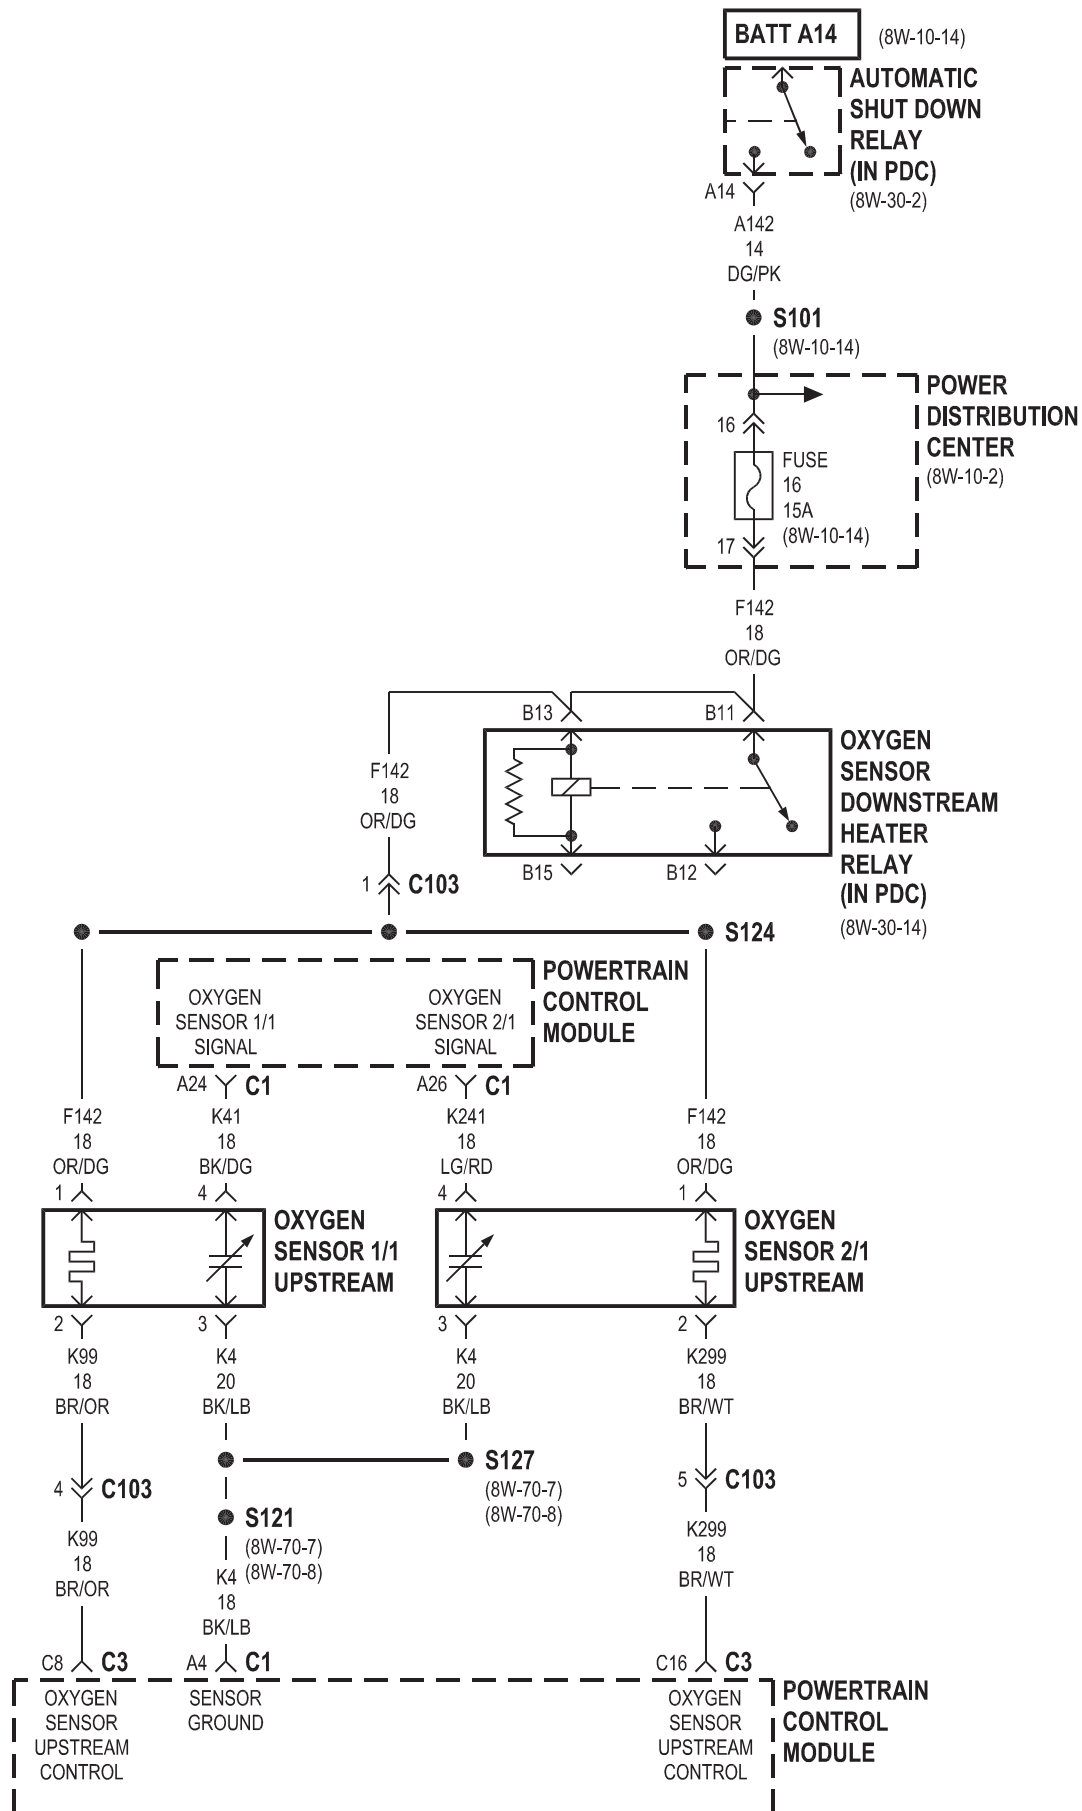 BATT A14 (8W-10-14)
AUTOMATIC
SHUT DOWN
RELAY
(IN PDC)
(8W-30-2)
A14
A142
14
DG/PK
S101
(8W-10-14)
POWER
DISTRIBUTION
CENTER
(8W-10-2)
16
FUSE
16
15A
(8W-10-14)
17
F142
18
OR/DG
B13 B11
OXYGEN
SENSOR
DOWNSTREAM
HEATER
RELAY
(IN PDC)
(8W-30-14)
B15 B12
F142
18
OR/DG
1 C103
S124
POWERTRAIN
CONTROL
MODULE
OXYGEN
SENSOR 1/1
SIGNAL
OXYGEN
SENSOR 2/1
SIGNAL
A24 C1 A26 C1
F142 K41 K241 F142
18 18 18 18
OR/DG BK/DG LG/RD OR/DG
1 4 4 1
OXYGEN
SENSOR 1/1
UPSTREAM
OXYGEN
SENSOR 2/1
UPSTREAM
2 3 3 2
K99 K4 K4 K299
18 20 20 18
BR/OR BK/LB BK/LB BR/WT
S127
(8W-70-7)
(8W-70-8)
4 C103
5 C103
S121
(8W-70-7)
(8W-70-8)
K99
18
BR/OR
K4
18
BK/LB
K299
18
BR/WT
C8 C3 A4 C1 C16 C3
OXYGEN
SENSOR
UPSTREAM
CONTROL
SENSOR
GROUND
OXYGEN
SENSOR
UPSTREAM
CONTROL
POWERTRAIN
CONTROL
MODULE